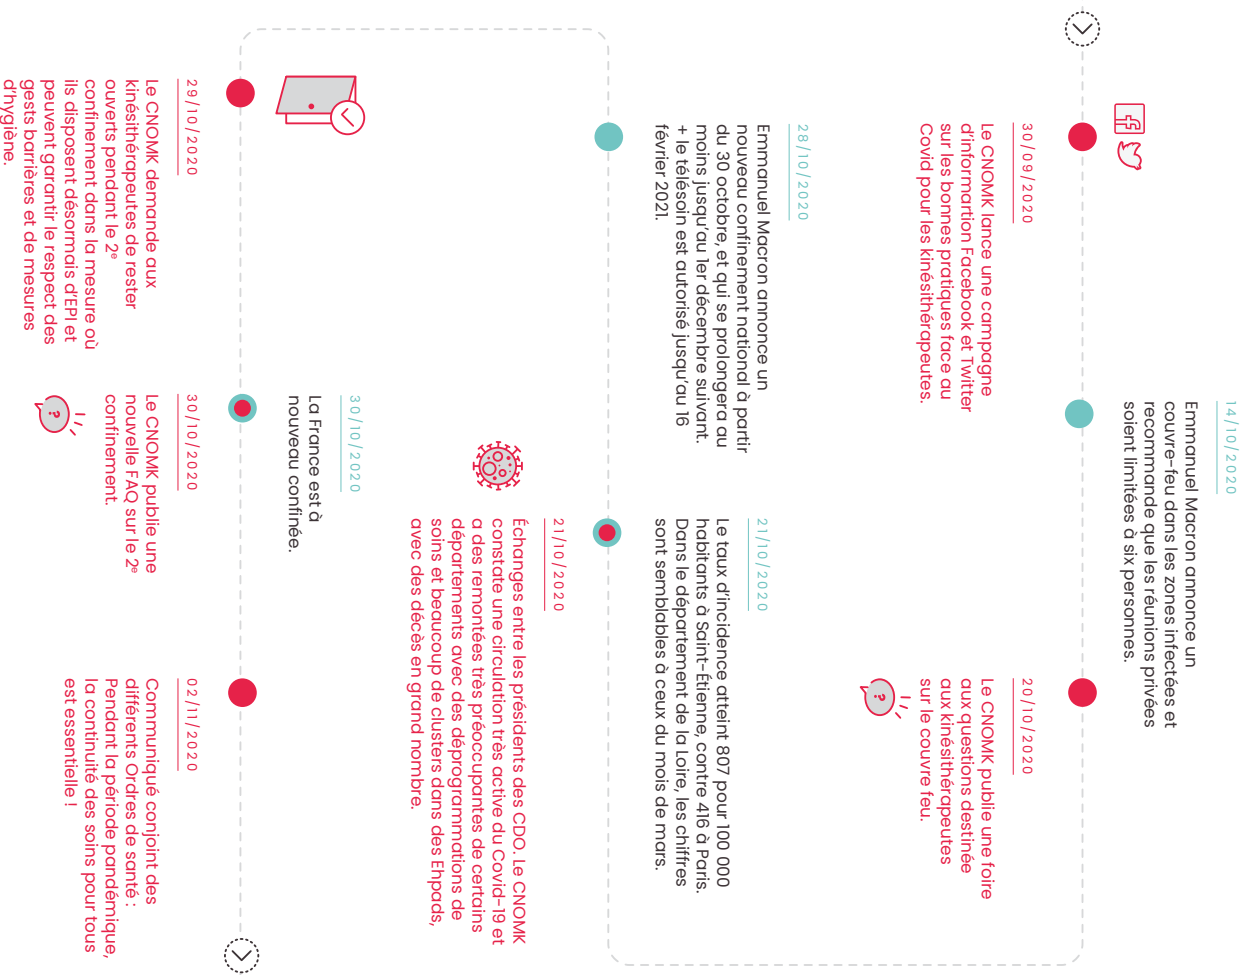 30/09/2020
Le CNOMK lance une campagne
d'informartion Facebook et Twitter
sur les bonnes pratiques face au
Covid pour les kinésithérapeutes.
14/10/2020
Emmanuel Macron annonce un
couvre-feu dans les zones infectées et
recommande que les réunions privées
soient limitées à six personnes.
20/10/2020
Le CNOMK publie une foire
aux questions destinée
aux kinésithérapeutes
sur le couvre feu.
21/10/2020
Le taux d'incidence atteint 807 pour 100 000
habitants à Saint-Étienne, contre 416 à Paris.
Dans le département de la Loire, les chiffres
sont semblables à ceux du mois de mars.
21/10/2020
Échanges entre les présidents des CDO. Le CNOMK
constate une circulation très active du Covid-19 et
a des remontées très préoccupantes de certains
départements avec des déprogrammations de
soins et beaucoup de clusters dans des Ehpads,
avec des décès en grand nombre.
28/10/2020
Emmanuel Macron annonce un
nouveau confinement national à partir
du 30 octobre, et qui se prolongera au
moins jusqu'au 1er décembre suivant.
+ le télésoin est autorisé jusqu'au 16
février 2021.
29/10/2020
Le CNOMK demande aux
kinésithérapeutes de rester
ouverts pendant le 2e
confinement dans la mesure où
ils disposent désormais d'EPI et
peuvent garantir le respect des
gests barrières et de mesures
d'hygiène.
30/10/2020
La France est à
nouveau confinée.
30/10/2020
Le CNOMK publie une
nouvelle FAQ sur le 2e
confinement.
?
02/11/2020
Communiqué conjoint des
différents Ordres de santé :
Pendant la période pandémique,
la continuité des soins pour tous
est essentielle !